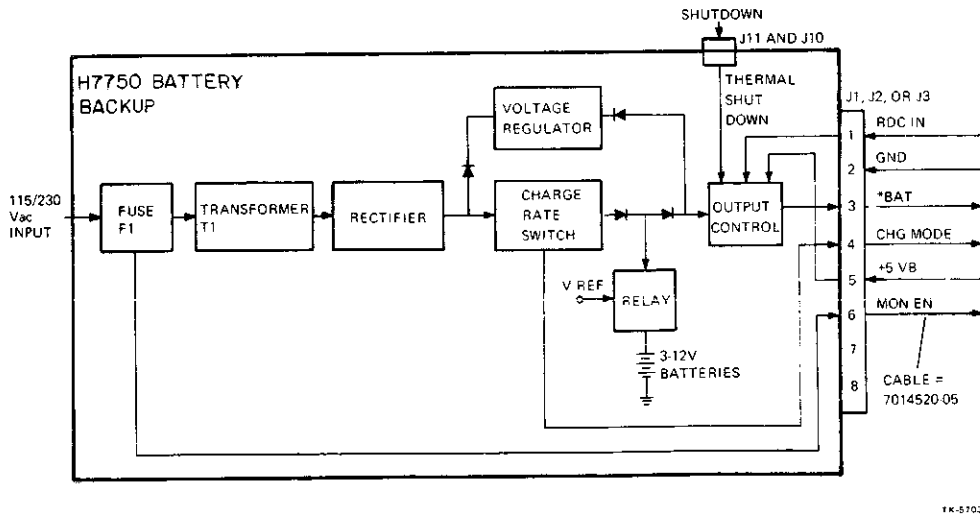 SHUTDOWN
J11 AND J10
H7750 BATTERY
BACKUP
THERMAL
SHUT
DOWN
J1, J2, OR J3
VOLTAGE
REGULATOR
1 RDC IN
2 GND
115/230
Vac
INPUT
FUSE
F1
TRANSFORMER
T1
RECTIFIER
CHARGE
RATE
SWITCH
OUTPUT
CONTROL
3 *BAT
4 CHG MODE
5 +5 VB
V REF
RELAY
6 MON EN
7
8
3-12V
BATTERIES
CABLE =
7014520-05